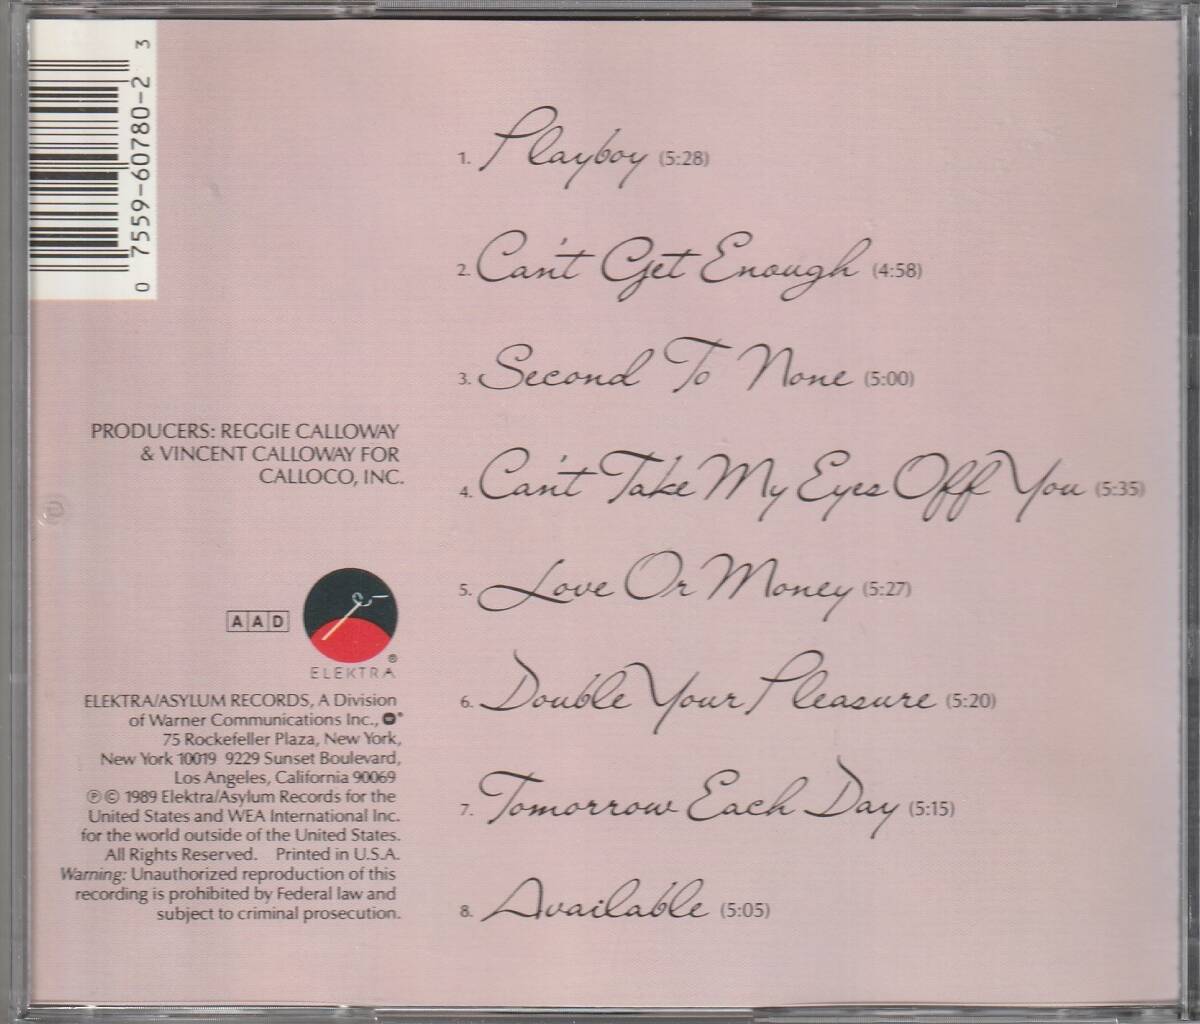 0 7559-60780-2 3
1. Playboy (5:28)
2. Can't Get Enough (4:58)
3. Second To None (5:00)
4. Can't Take My Eyes Off You (5:35)
5. Love Or Money (5:27)
6. Double Your Pleasure (5:20)
7. Tomorrow Each Day (5:15)
8. Available (5:05)
PRODUCERS: REGGIE CALLOWAY
& VINCENT CALLOWAY FOR
CALLOCO, INC.
AAD
ELEKTRA®
ELEKTRA/ASYLUM RECORDS, A Division
of Warner Communications Inc.,
75 Rockefeller Plaza, New York,
New York 10019 9229 Sunset Boulevard,
Los Angeles, California 90069
℗ © 1989 Elektra/Asylum Records for the
United States and WEA International Inc.
for the world outside of the United States.
All Rights Reserved. Printed in U.S.A.
Warning: Unauthorized reproduction of this
recording is prohibited by Federal law and
subject to criminal prosecution.